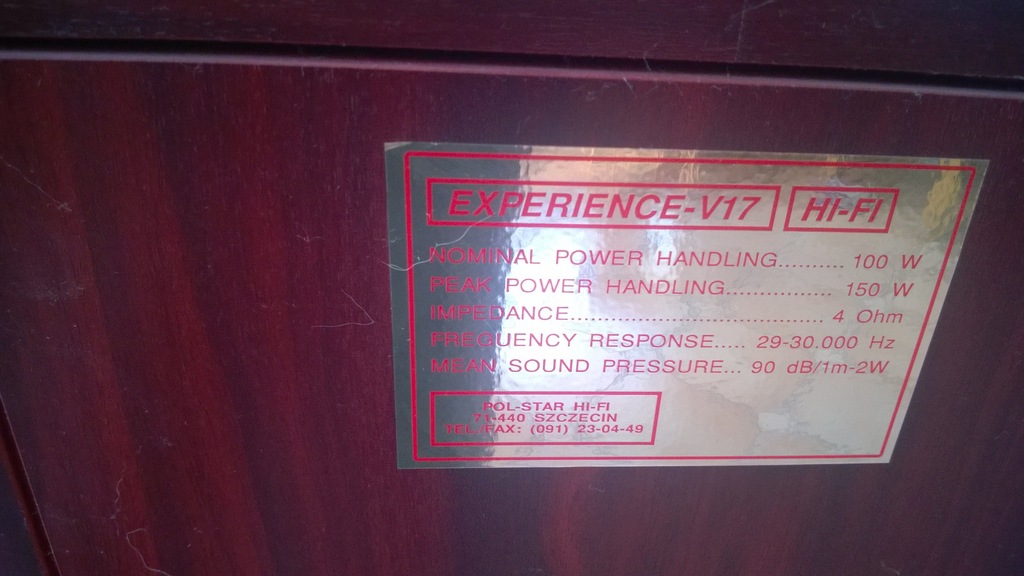 EXPERIENCE-V17 HI-FI
NOMINAL POWER HANDLING.......... 100 W
PEAK POWER HANDLING................ 150 W
IMPEDANCE...................................... 4 Ohm
FREGUENCY RESPONSE..... 29-30.000 Hz
MEAN SOUND PRESSURE... 90 dB/1m-2W
POL-STAR HI-FI
71-440 SZCZECIN
TEL./FAX: (091) 23-04-49